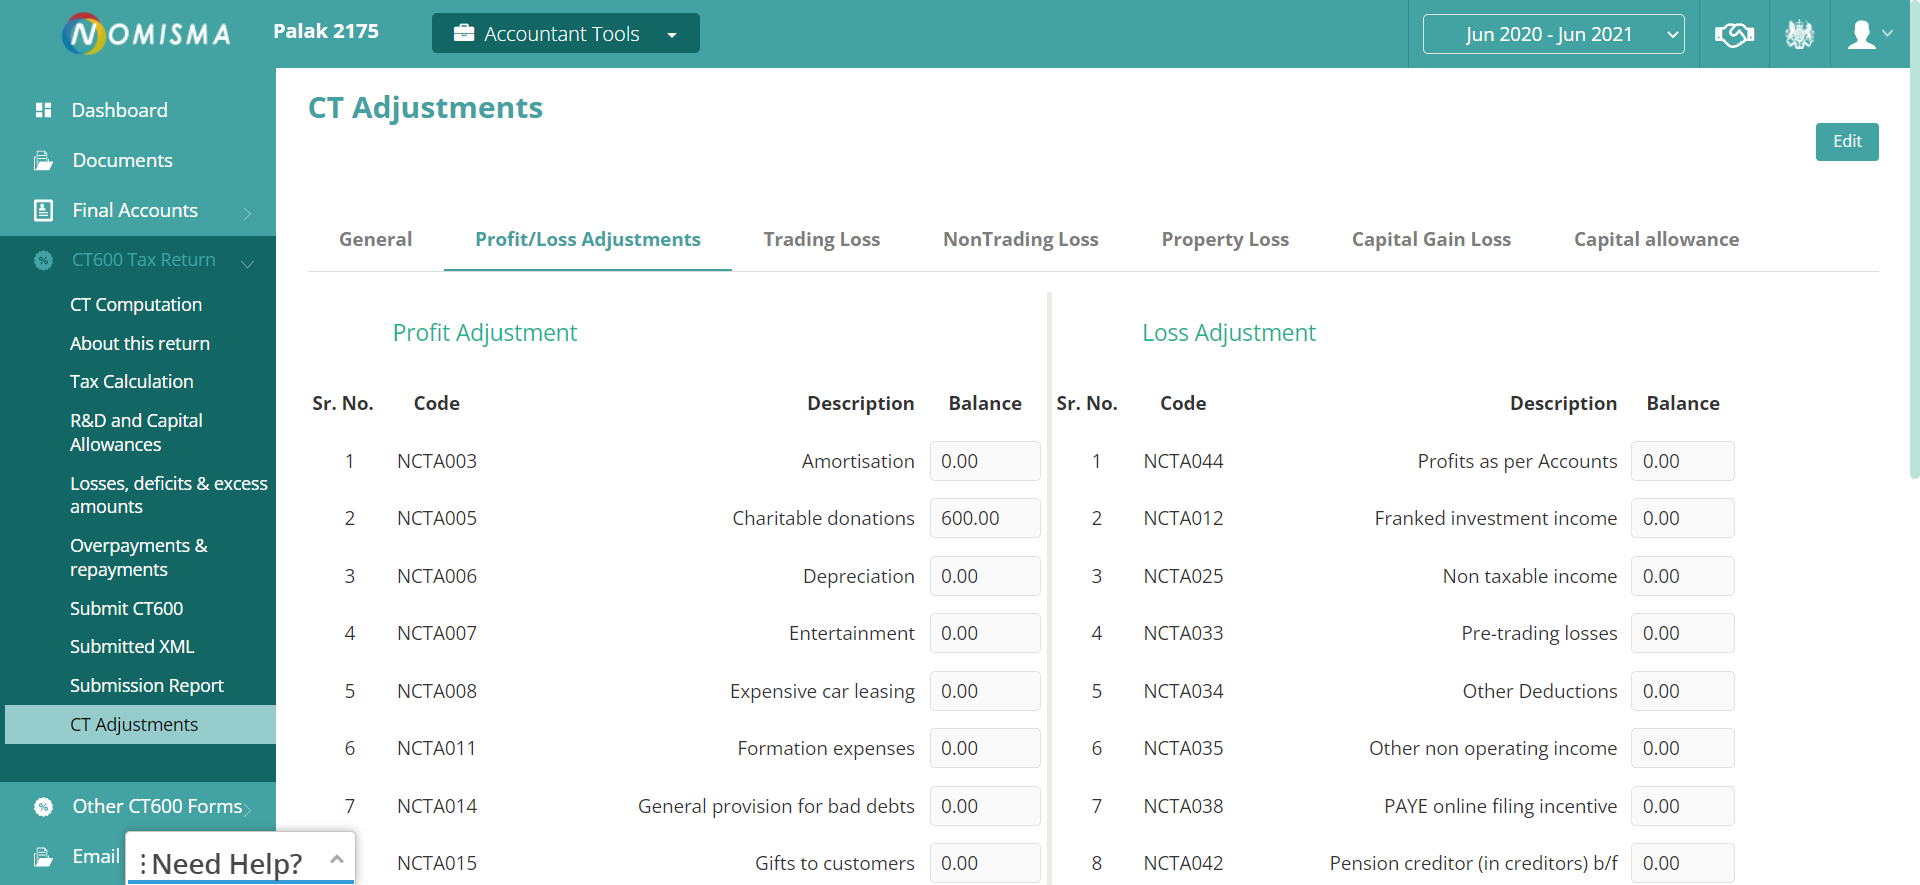 NOMISMA
Palak 2175
Accountant Tools
Jun 2020 - Jun 2021
Dashboard
Documents
Final Accounts
CT600 Tax Return
CT Computation
About this return
Tax Calculation
R&D and Capital
Allowances
Losses, deficits & excess
amounts
Overpayments &
repayments
Submit CT600
Submitted XML
Submission Report
CT Adjustments
Other CT600 Forms
Email
Need Help?
CT Adjustments
Edit
General Profit/Loss Adjustments Trading Loss NonTrading Loss Property Loss Capital Gain Loss Capital allowance
Profit Adjustment
Sr. No. Code Description Balance
1 NCTA003 Amortisation 0.00
2 NCTA005 Charitable donations 600.00
3 NCTA006 Depreciation 0.00
4 NCTA007 Entertainment 0.00
5 NCTA008 Expensive car leasing 0.00
6 NCTA011 Formation expenses 0.00
7 NCTA014 General provision for bad debts 0.00
NCTA015 Gifts to customers 0.00
Loss Adjustment
Sr. No. Code Description Balance
1 NCTA044 Profits as per Accounts 0.00
2 NCTA012 Franked investment income 0.00
3 NCTA025 Non taxable income 0.00
4 NCTA033 Pre-trading losses 0.00
5 NCTA034 Other Deductions 0.00
6 NCTA035 Other non operating income 0.00
7 NCTA038 PAYE online filing incentive 0.00
8 NCTA042 Pension creditor (in creditors) b/f 0.00